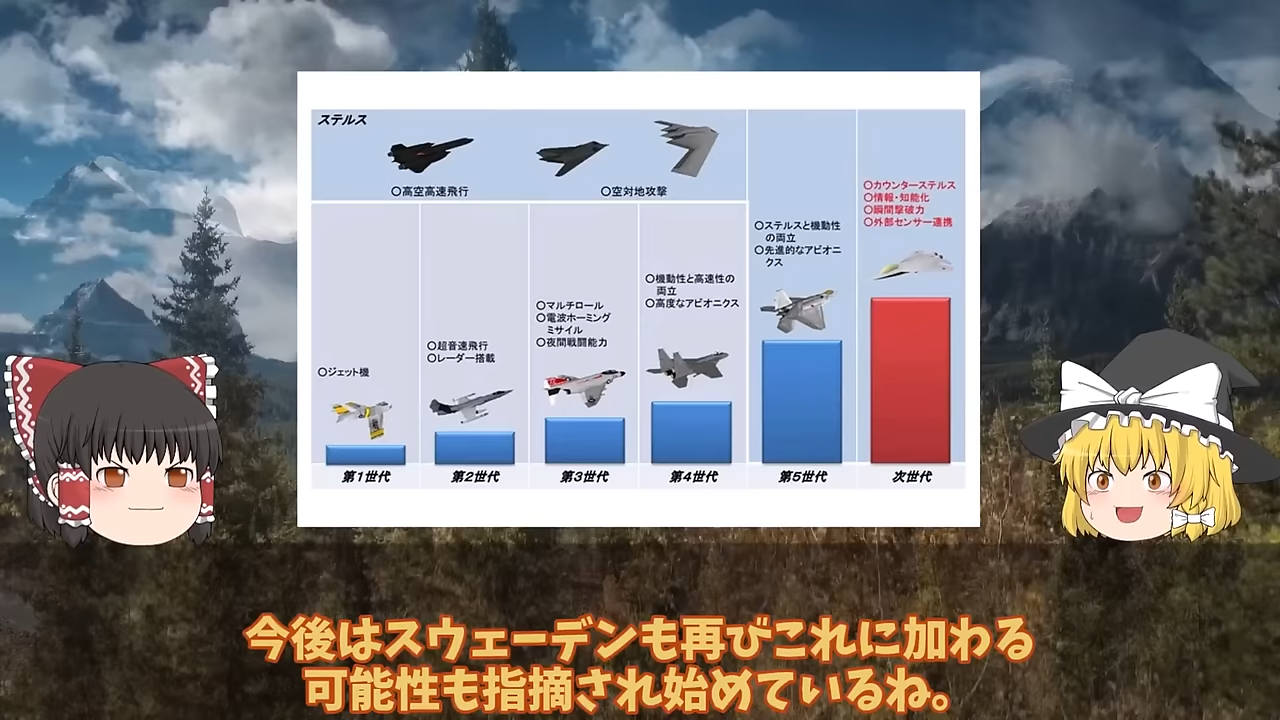 ステルス
○高空高速飛行
○空対地攻撃
○ジェット機
○超音速飛行
○レーダー搭載
○マルチロール
○電波ホーミング
ミサイル
○夜間戦闘能力
○機動性と高速性の
両立
○高度なアビオニクス
○ステルスと機動性
の両立
○先進的なアビオニ
クス
○カウンターステルス
○情報・知能化
○瞬間撃破力
○外部センサー連携
第1世代
第2世代
第3世代
第4世代
第5世代
次世代
今後はスウェーデンも再びこれに加わる
可能性も指摘され始めているね。